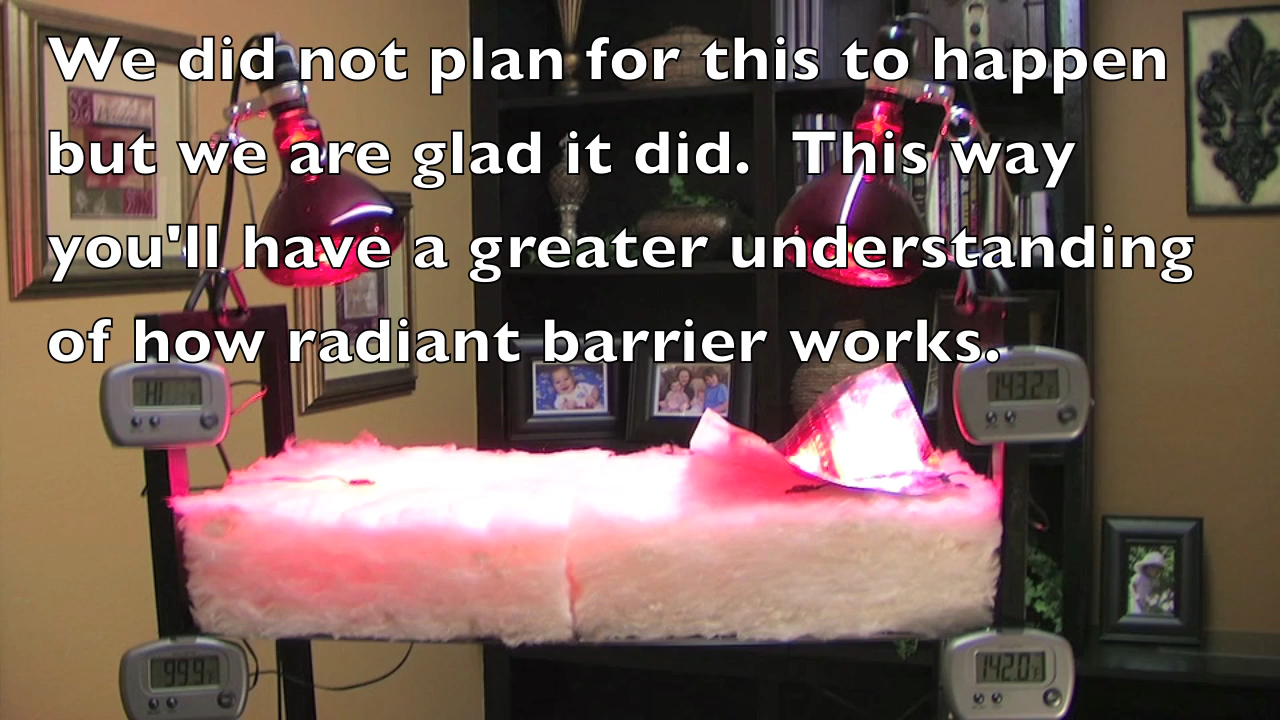 We did not plan for this to happen
but we are glad it did.  This way
you'll have a greater understanding
of how radiant barrier works.
HI
143.2
99.9
142.0